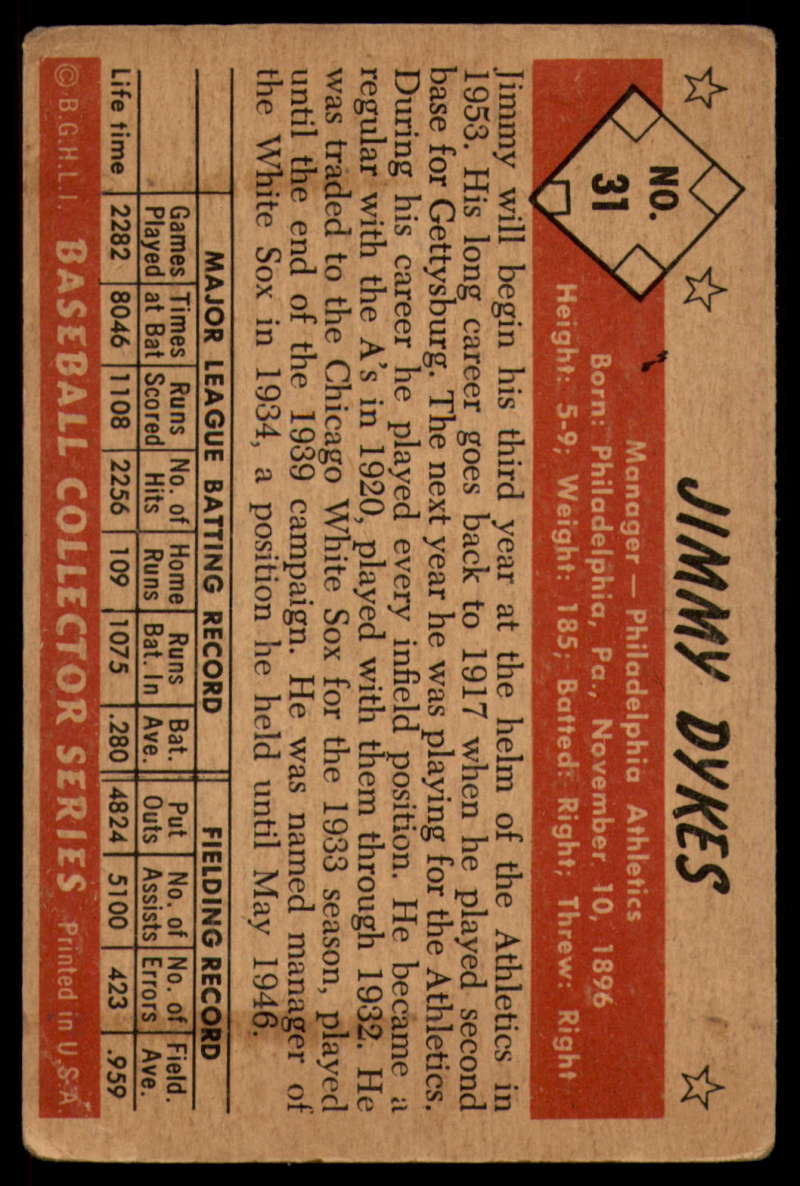 JIMMY DYKES
NO.
31
Manager — Philadelphia Athletics
Born: Philadelphia, Pa., November 10, 1896
Height: 5-9; Weight: 185; Batted: Right; Threw: Right
Jimmy will begin his third year at the helm of the Athletics in
1953. His long career goes back to 1917 when he played second
base for Gettysburg. The next year he was playing for the Athletics.
During his career he played every infield position. He became a
regular with the A's in 1920, played with them through 1932. He
was traded to the Chicago White Sox for the 1933 season, played
until the end of the 1939 campaign. He was named manager of
the White Sox in 1934, a position he held until May 1946.
MAJOR LEAGUE BATTING RECORD FIELDING RECORD
Games Times Runs No. of Home Runs Bat. Put No. of No. of Field.
Played at Bat Scored Hits Runs Bat. In Ave. Outs Assists Errors Ave.
Life time 2282 8046 1108 2256 109 1075 .280 4824 5100 423 .959
© B.G.H.L.I. BASEBALL COLLECTOR SERIES Printed in U.S.A.